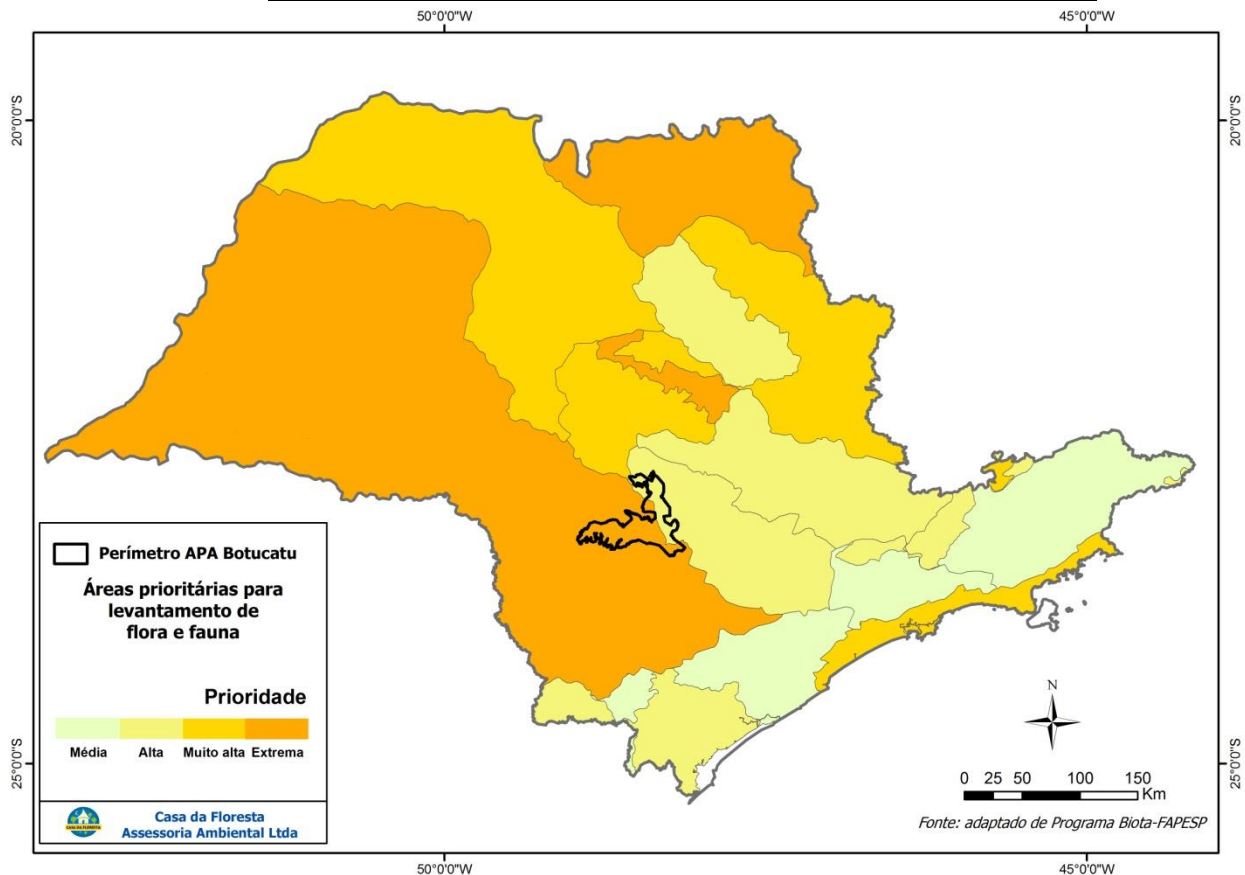 50°0'0"W
45°0'0"W
20°0'0"S
20°0'0"S
Perímetro APA Botucatu
Áreas prioritárias para
levantamento de
flora e fauna
Prioridade
Média Alta Muito alta Extrema
CASA DA FLORESTA
Casa da Floresta
Assessoria Ambiental Ltda
N
0 25 50 100 150
Km
Fonte: adaptado de Programa Biota-FAPESP
25°0'0"S
25°0'0"S
50°0'0"W
45°0'0"W